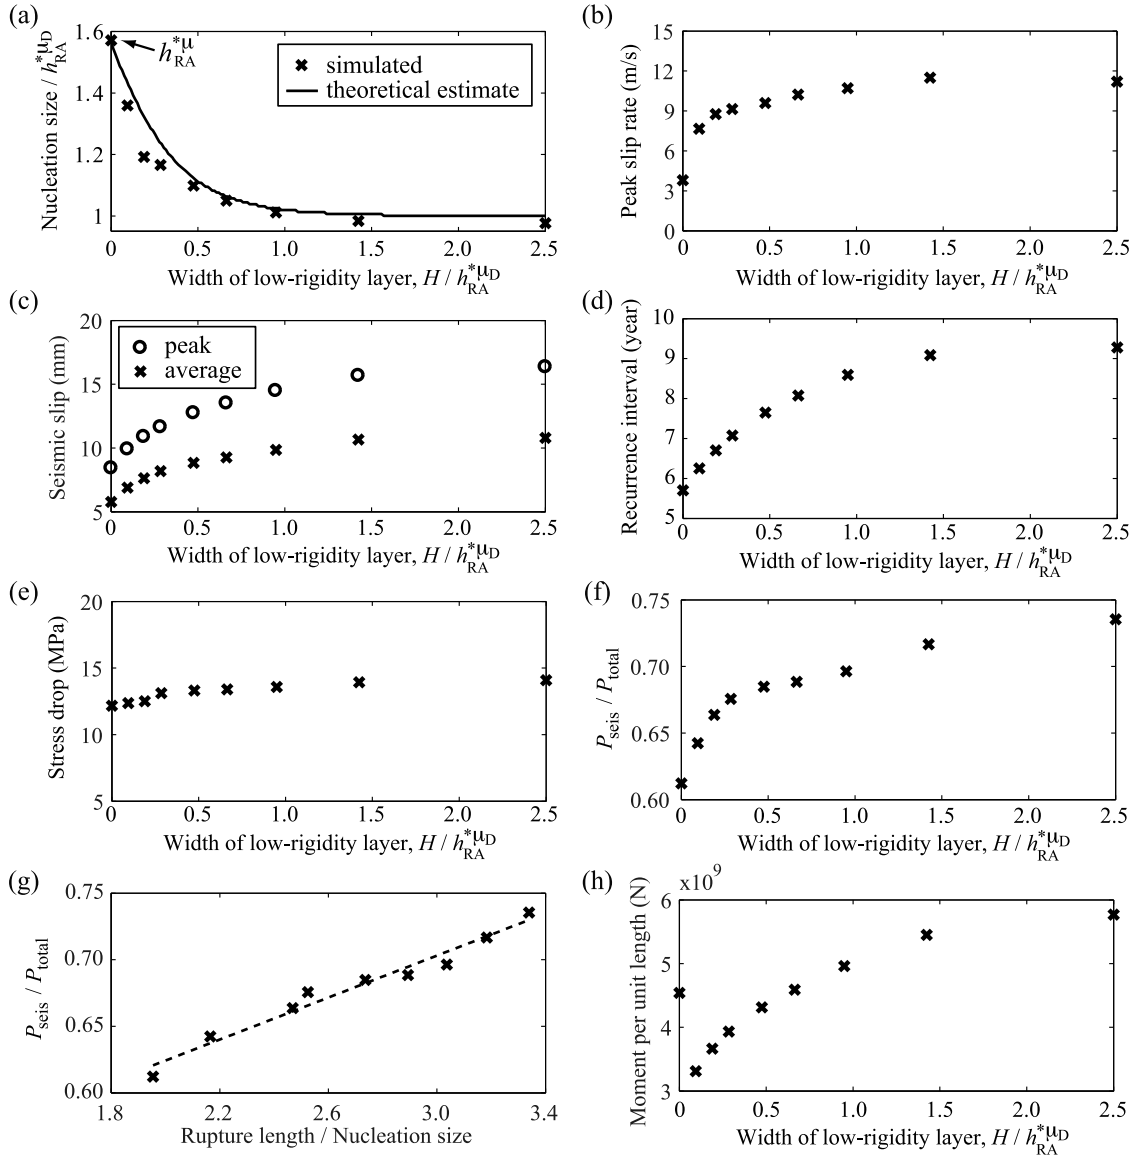 (a)
Nucleation size / h*μD RA
1.6
1.4
1.2
1
h*μ RA
simulated
theoretical estimate
0 0.5 1.0 1.5 2.0 2.5
Width of low-rigidity layer, H / h*μD RA
(b)
Peak slip rate (m/s)
15
12
9
6
3
0
0 0.5 1.0 1.5 2.0 2.5
Width of low-rigidity layer, H / h*μD RA
(c)
Seismic slip (mm)
20
15
10
5
peak
average
0 0.5 1.0 1.5 2.0 2.5
Width of low-rigidity layer, H / h*μD RA
(d)
Recurrence interval (year)
10
9
8
7
6
5
0 0.5 1.0 1.5 2.0 2.5
Width of low-rigidity layer, H / h*μD RA
(e)
Stress drop (MPa)
20
15
10
5
0 0.5 1.0 1.5 2.0 2.5
Width of low-rigidity layer, H / h*μD RA
(f)
Pseis / Ptotal
0.75
0.70
0.65
0.60
0 0.5 1.0 1.5 2.0 2.5
Width of low-rigidity layer, H / h*μD RA
(g)
Pseis / Ptotal
0.75
0.70
0.65
0.60
1.8 2.2 2.6 3.0 3.4
Rupture length / Nucleation size
(h)
Moment per unit length (N)
x10⁹
6
5
4
3
0 0.5 1.0 1.5 2.0 2.5
Width of low-rigidity layer, H / h*μD RA